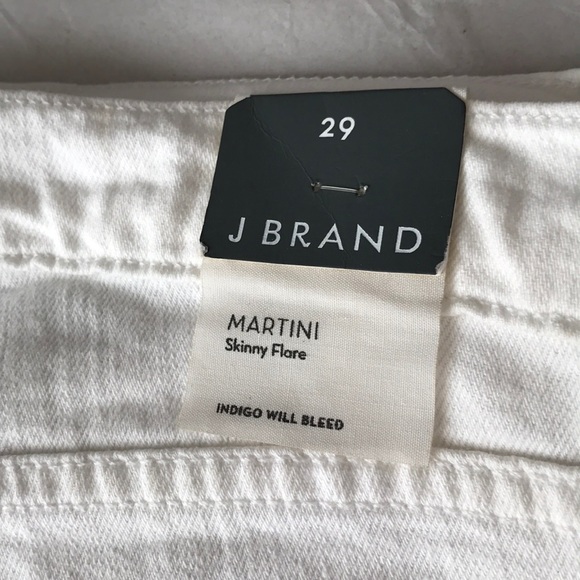 29
J BRAND
MARTINI
Skinny Flare
INDIGO WILL BLEED